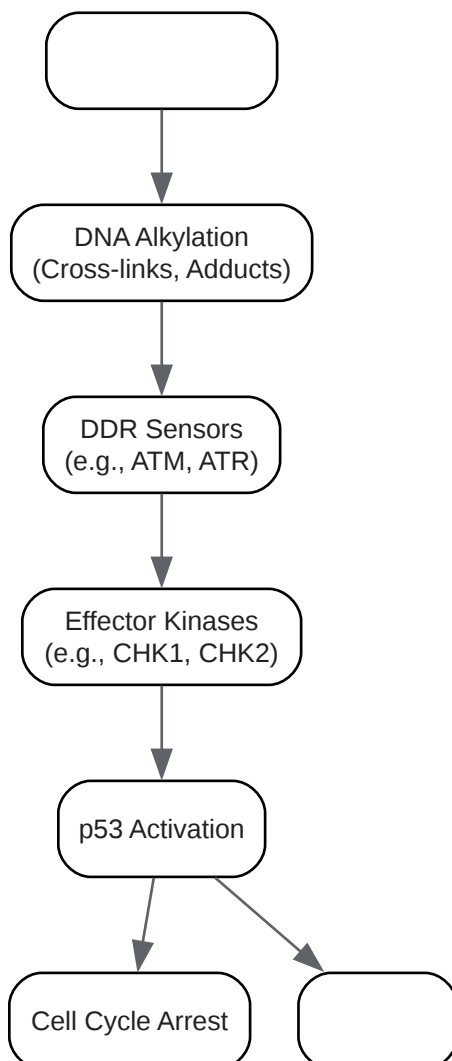 DNA Alkylation
(Cross-links, Adducts)
DDR Sensors
(e.g., ATM, ATR)
Effector Kinases
(e.g., CHK1, CHK2)
p53 Activation
Cell Cycle Arrest